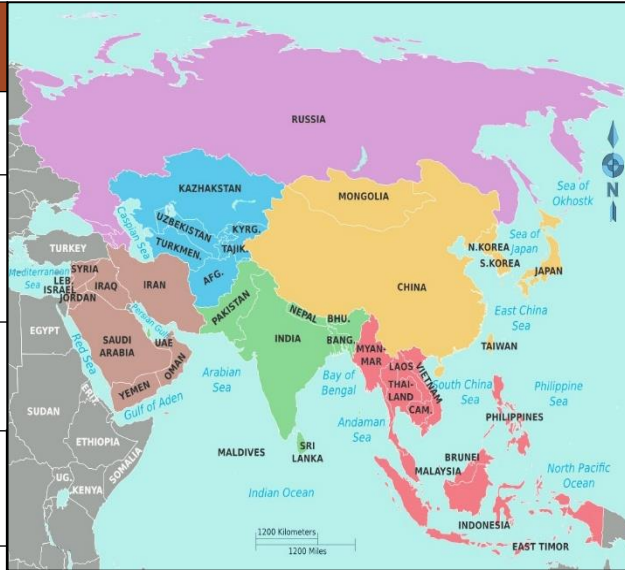 RUSSIA
Sea of
Okhostk
KAZHAKSTAN
MONGOLIA
Caspian Sea
UZBEKISTAN
KYRG.
TURKMEN.
TAJIK.
N.KOREA
Sea of
Japan
S.KOREA
JAPAN
TURKEY
Mediterranean
Sea
SYRIA
LEB.
ISRAEL
JORDAN
IRAQ
IRAN
AFG.
CHINA
PAKISTAN
NEPAL
BHU.
East China
Sea
EGYPT
Persian Gulf
SAUDI
ARABIA
UAE
OMAN
INDIA
BANG.
TAIWAN
Red Sea
MYAN-
MAR
LAOS
VIETNAM
THAI-
LAND
CAM.
Arabian
Sea
Bay of
Bengal
South China
Sea
Philippine
Sea
YEMEN
ERIT.
Gulf of Aden
SUDAN
Andaman
Sea
PHILIPPINES
ETHIOPIA
SOMALIA
MALDIVES
SRI
LANKA
BRUNEI
MALAYSIA
North Pacific
Ocean
UG.
KENYA
Indian Ocean
INDONESIA
EAST TIMOR
1200 Kilometers
1200 Miles
N